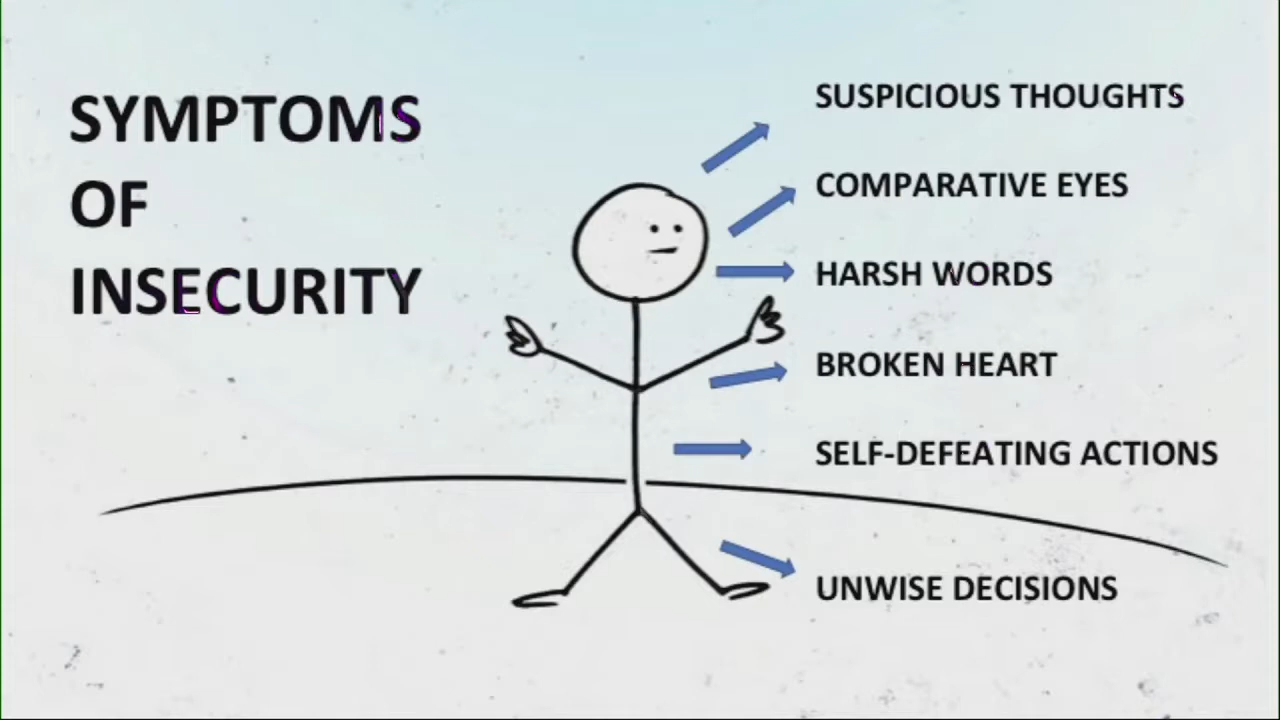 SYMPTOMS
OF
INSECURITY
SUSPICIOUS THOUGHTS
COMPARATIVE EYES
HARSH WORDS
BROKEN HEART
SELF-DEFEATING ACTIONS
UNWISE DECISIONS